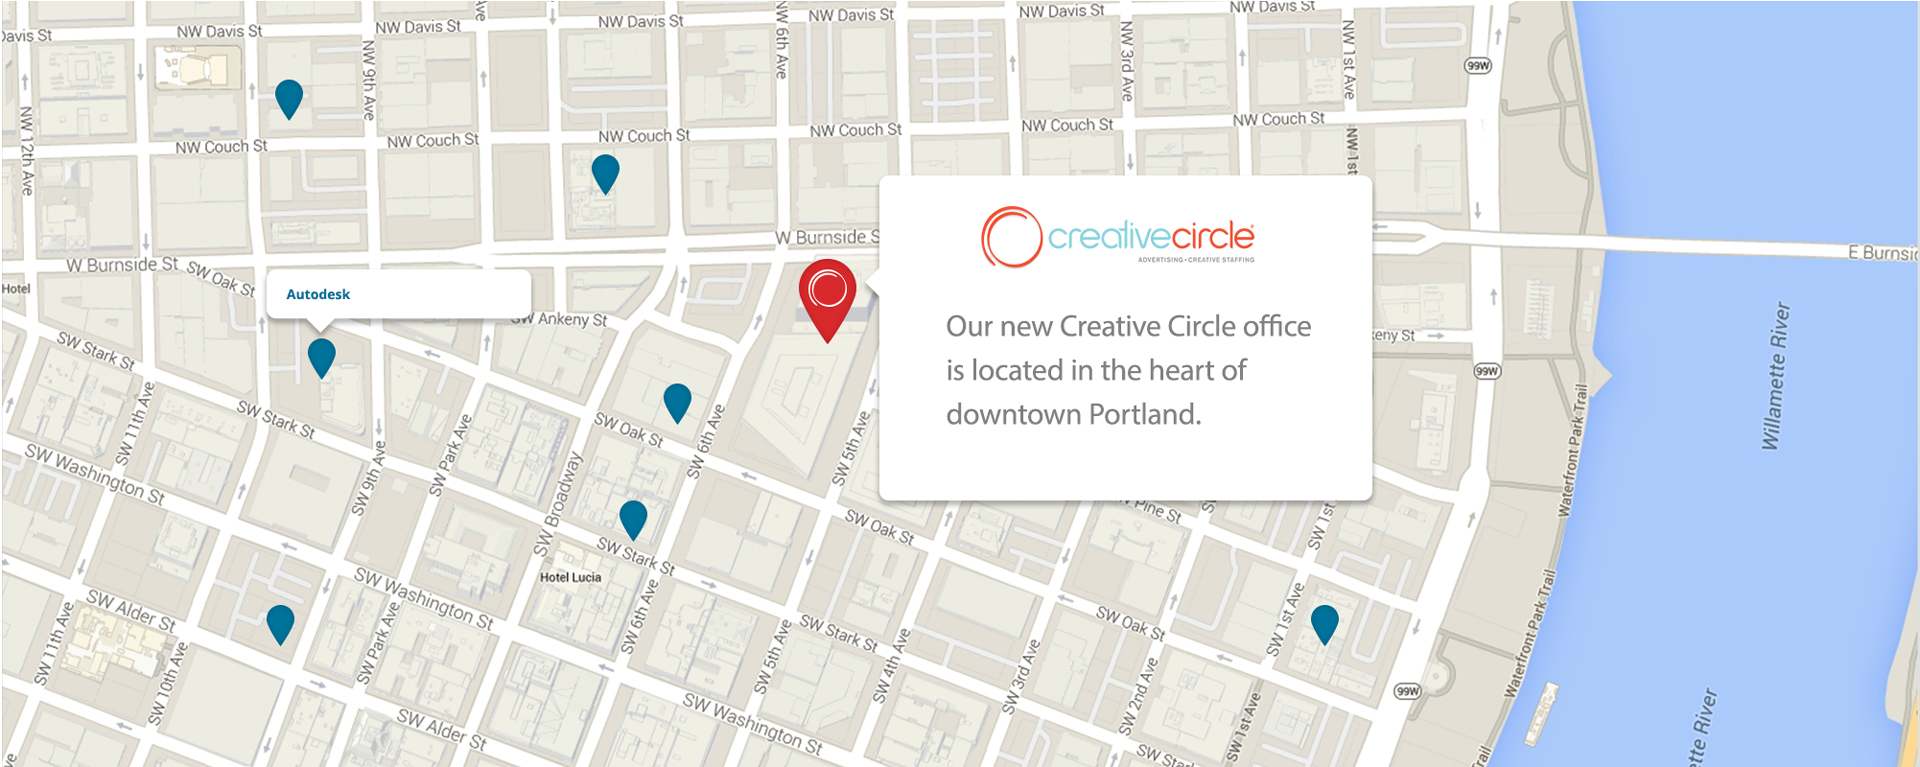 NW Davis St
NW Davis St
NW Davis St
NW Davis St
NW Davis St
NW Davis St
Davis St
Ave
NW 6th Ave
NW 9th Ave
NW 3rd Ave
NW 1st Ave
99W
NW 12th Ave
NW Couch St
NW Couch St
NW Couch St
NW Couch St
NW Couch St
NW Couch St
NW 1st
creativecircle
ADVERTISING • CREATIVE STAFFING
Our new Creative Circle office
is located in the heart of
downtown Portland.
W Burnside St
W Burnside S
E Burnsid
Hotel
SW Oak St
Autodesk
SW Ankeny St
keny St
SW Stark St
99W
Willamette River
SW 11th Ave
SW Stark St
SW Park Ave
SW Oak St
SW 6th Ave
SW 5th Ave
Waterfront Park Trail
SW Washington St
SW 9th Ave
SW Broadway
SW Oak St
W Pine St
SW 1st
SW Stark St
Hotel Lucia
SW Washington St
SW Alder St
SW 11th Ave
SW 10th Ave
SW Park Ave
SW 6th Ave
SW 5th Ave
SW Stark St
SW 4th Ave
SW 3rd Ave
SW Oak St
SW 2nd Ave
SW 1st Ave
Waterfront Park Trail
99W
SW Alder St
SW Washington St
SW Stark St
SW 1st Ave
ette River
rail